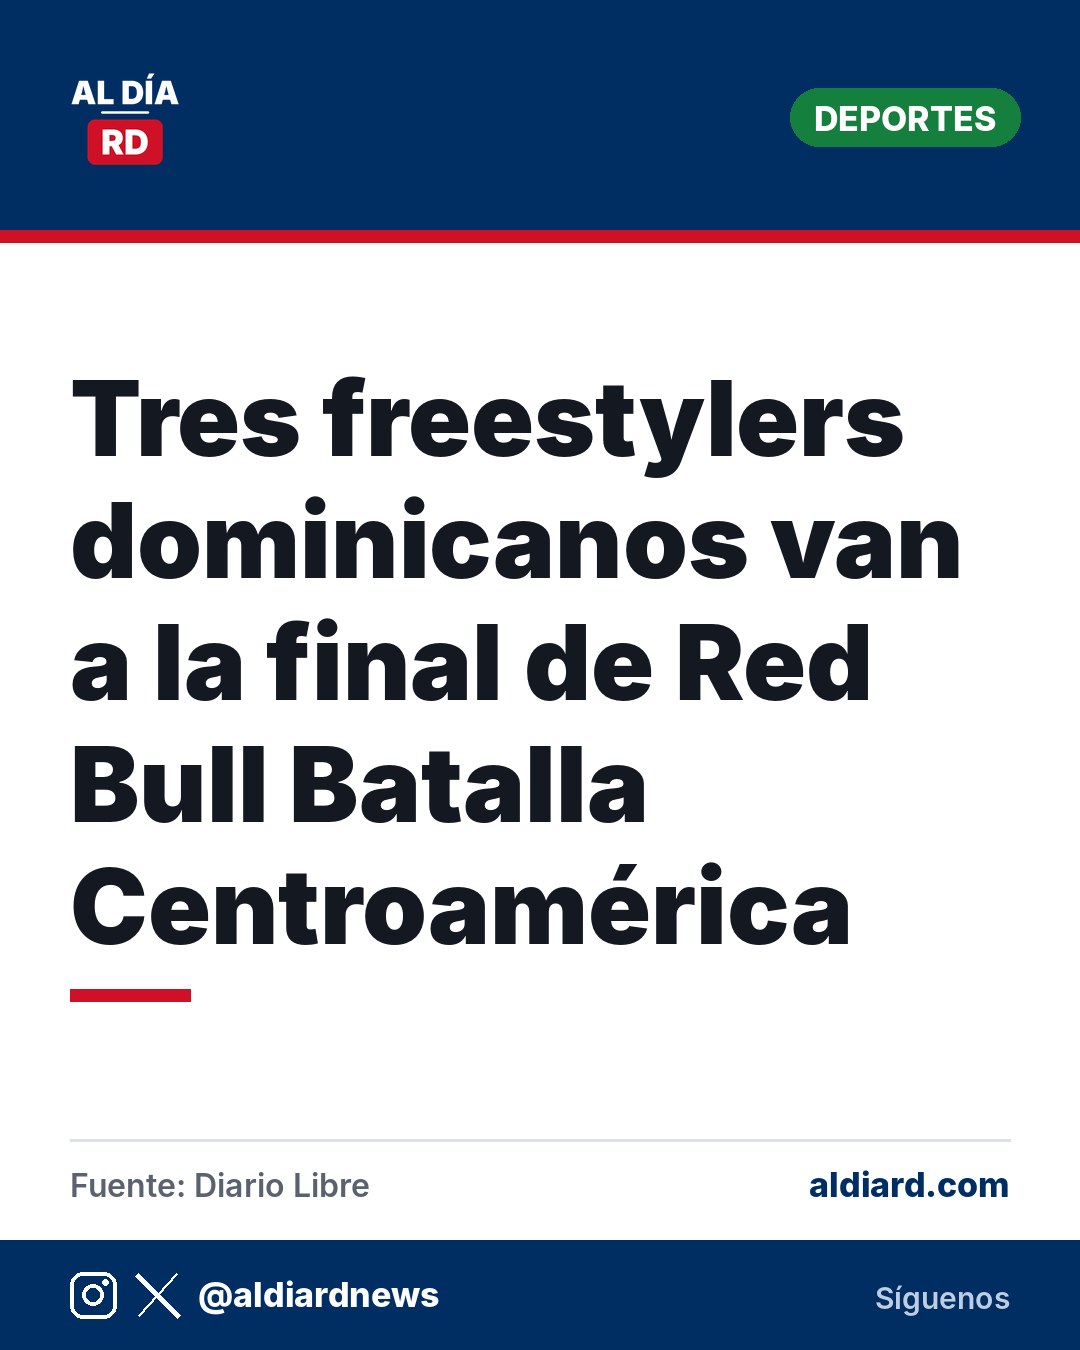 AL DÍA
RD
DEPORTES
Tres freestylers
dominicanos van
a la final de Red
Bull Batalla
Centroamérica
Fuente: Diario Libre
aldiard.com
@aldiardnews
Síguenos